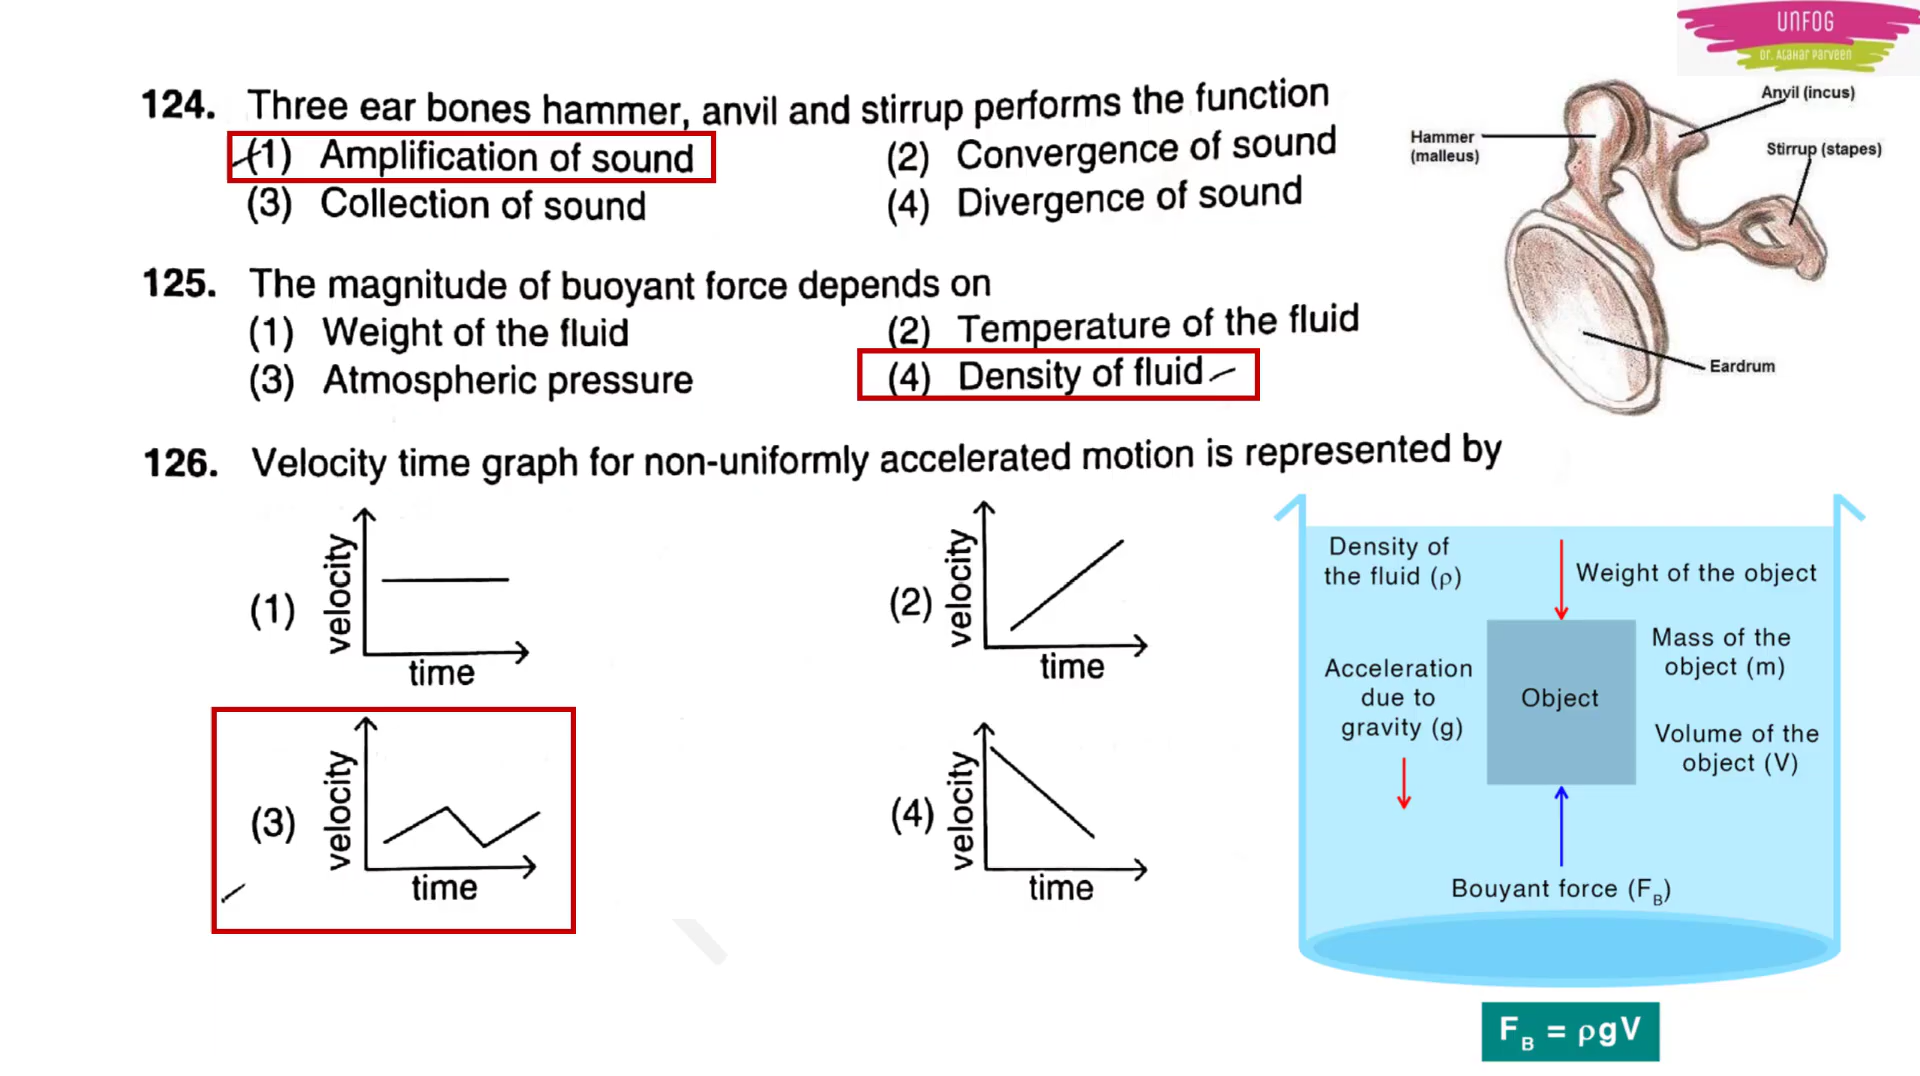 UNFOG
Dr. Atahar Parveen
124. Three ear bones hammer, anvil and stirrup performs the function
(1) Amplification of sound
(2) Convergence of sound
(3) Collection of sound
(4) Divergence of sound
Hammer
(malleus)
Anvil (incus)
Stirrup (stapes)
Eardrum
125. The magnitude of buoyant force depends on
(1) Weight of the fluid
(2) Temperature of the fluid
(3) Atmospheric pressure
(4) Density of fluid
126. Velocity time graph for non-uniformly accelerated motion is represented by
(1)
velocity
time
(2)
velocity
time
(3)
velocity
time
(4)
velocity
time
Density of
the fluid (ρ)
Weight of the object
Acceleration
due to
gravity (g)
Object
Mass of the
object (m)
Volume of the
object (V)
Bouyant force (F_B)
F_B = ρgV